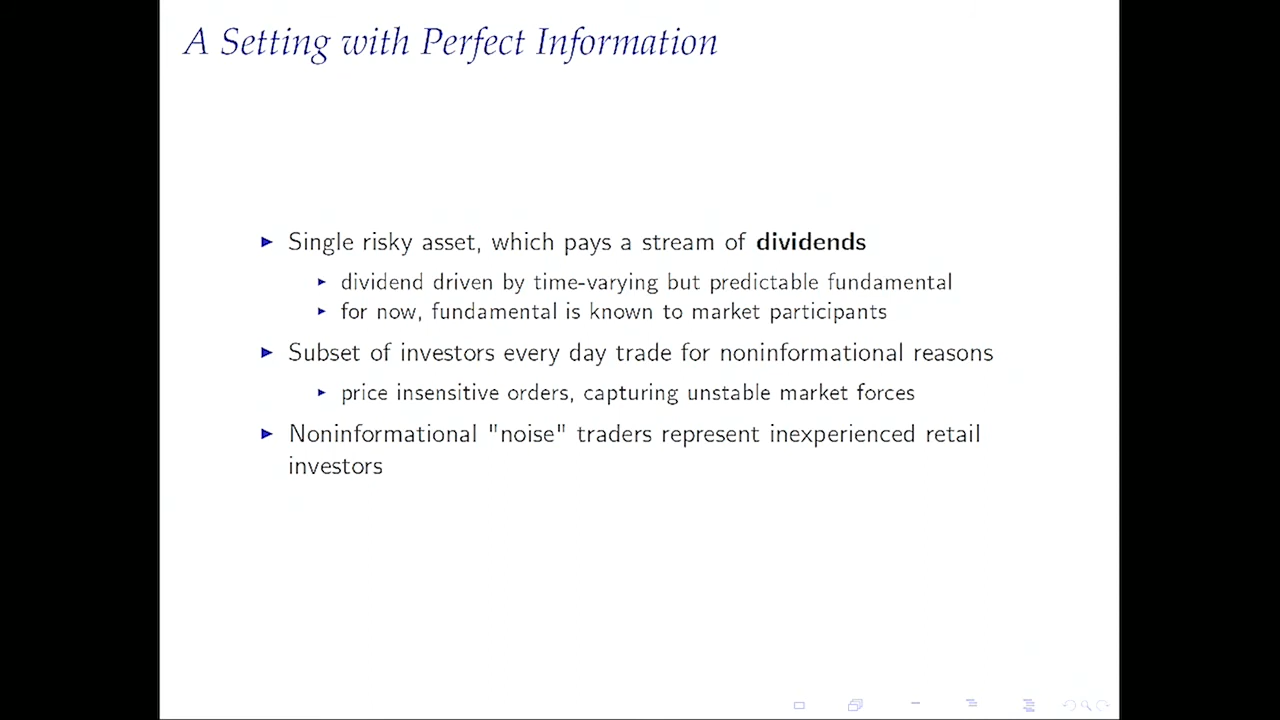 A Setting with Perfect Information
Single risky asset, which pays a stream of dividends
dividend driven by time-varying but predictable fundamental
for now, fundamental is known to market participants
Subset of investors every day trade for noninformational reasons
price insensitive orders, capturing unstable market forces
Noninformational "noise" traders represent inexperienced retail
investors